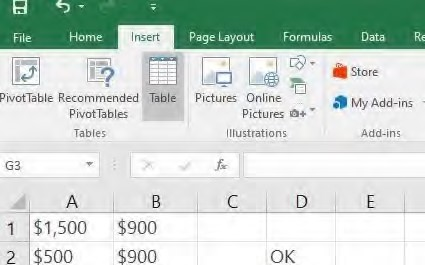 File Home Insert Page Layout Formulas Data
PivotTable Recommended PivotTables Table Pictures Online Pictures Store
My Add-ins
Tables Illustrations Add-ins
G3 fx
A B C D E
1 $1,500 $900
2 $500 $900 OK